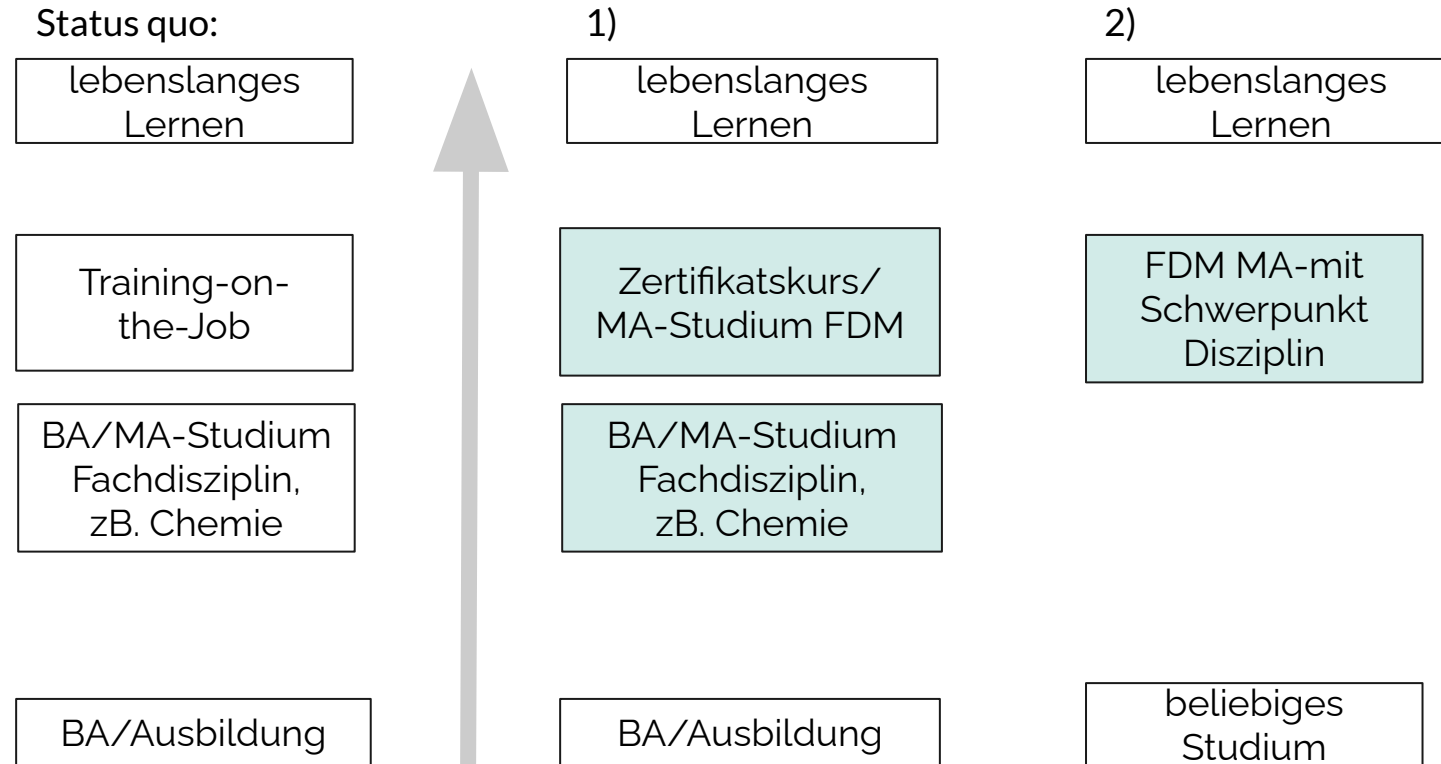 Status quo:
lebenslanges
Lernen
Training-on-
the-Job
BA/MA-Studium
Fachdisziplin,
zB. Chemie
BA/Ausbildung
1)
lebenslanges
Lernen
Zertifikatskurs/
MA-Studium FDM
BA/MA-Studium
Fachdisziplin,
zB. Chemie
BA/Ausbildung
2)
lebenslanges
Lernen
FDM MA-mit
Schwerpunkt
Disziplin
beliebiges
Studium